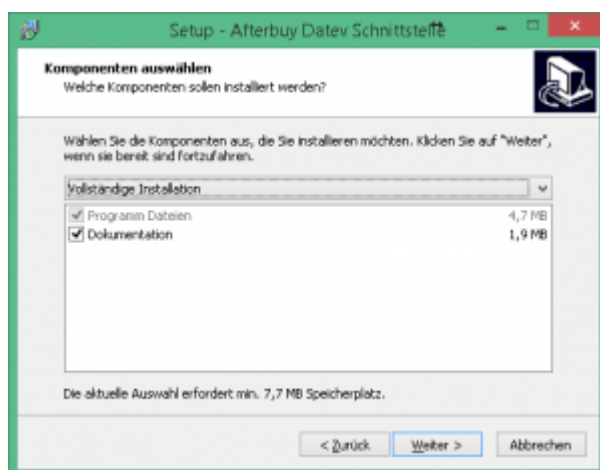 Setup - Afterbuy Datev Schnittstelle
Komponenten auswählen
Welche Komponenten sollen installiert werden?
Wählen Sie die Komponenten aus, die Sie installieren möchten. Klicken Sie auf "Weiter",
wenn sie bereit sind fortzufahren.
Vollständige Installation
Programm Dateien 4,7 MB
Dokumentation 1,9 MB
Die aktuelle Auswahl erfordert min. 7,7 MB Speicherplatz.
< Zurück Weiter > Abbrechen